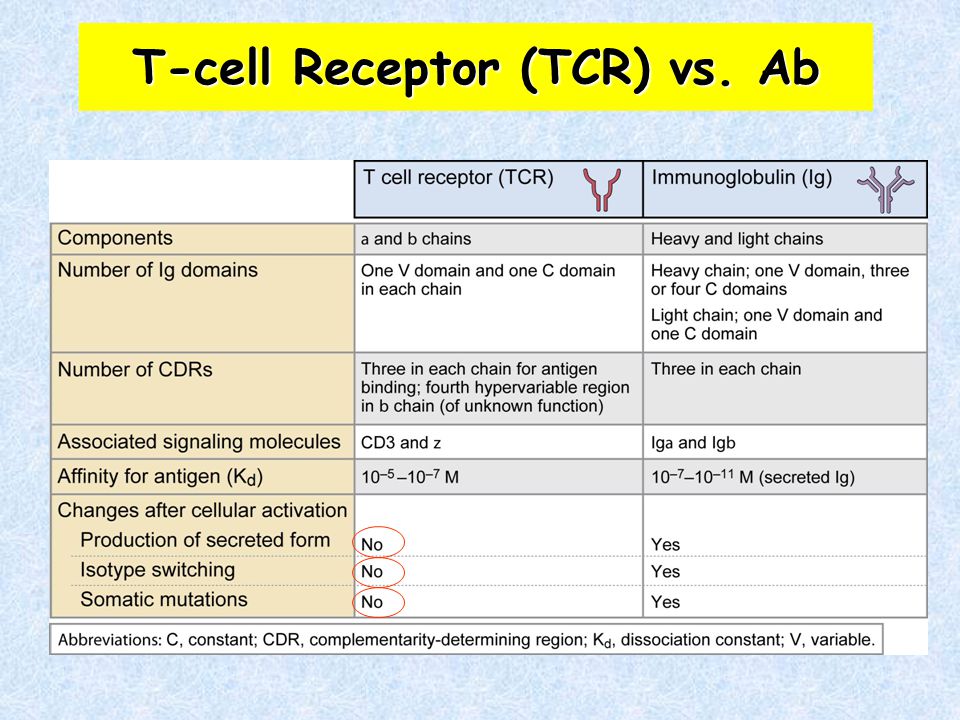 T-cell Receptor (TCR) vs. Ab
T cell receptor (TCR)
Immunoglobulin (Ig)
Components
a and b chains
Heavy and light chains
Number of Ig domains
One V domain and one C domain
in each chain
Heavy chain; one V domain, three
or four C domains
Light chain; one V domain and
one C domain
Number of CDRs
Three in each chain for antigen
binding; fourth hypervariable region
in b chain (of unknown function)
Three in each chain
Associated signaling molecules
CD3 and z
Iga and Igb
Affinity for antigen (Kd)
10–5 –10–7 M
10–7–10–11 M (secreted Ig)
Changes after cellular activation
Production of secreted form
No
Yes
Isotype switching
No
Yes
Somatic mutations
No
Yes
Abbreviations: C, constant; CDR, complementarity-determining region; Kd, dissociation constant; V, variable.